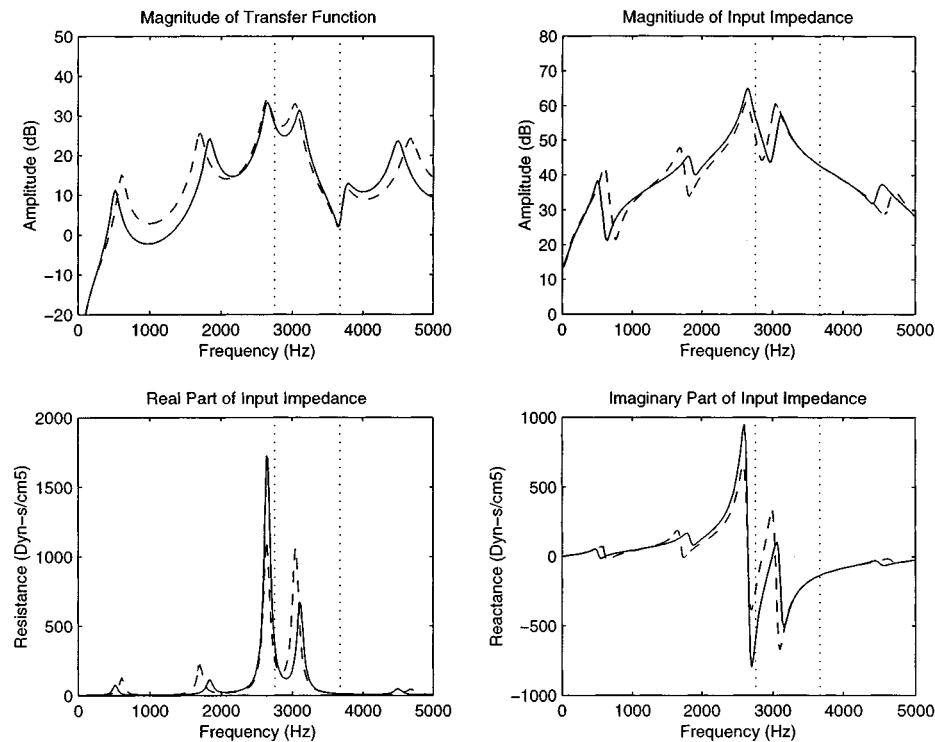 Magnitude of Transfer Function
50
40
30
20
10
0
−10
−20
Amplitude (dB)
0 1000 2000 3000 4000 5000
Frequency (Hz)
Magnitiude of Input Impedance
80
70
60
50
40
30
20
10
0
Amplitude (dB)
0 1000 2000 3000 4000 5000
Frequency (Hz)
Real Part of Input Impedance
2000
1500
1000
500
0
Resistance (Dyn-s/cm5)
0 1000 2000 3000 4000 5000
Frequency (Hz)
Imaginary Part of Input Impedance
1000
500
0
−500
−1000
Reactance (Dyn-s/cm5)
0 1000 2000 3000 4000 5000
Frequency (Hz)